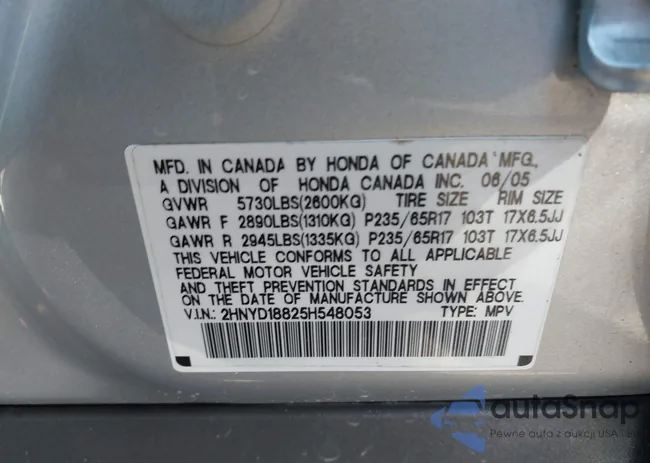 MFD. IN CANADA BY HONDA OF CANADA MFG.,
A DIVISION OF HONDA CANADA INC. 06/05
GVWR 5730LBS(2600KG) TIRE SIZE RIM SIZE
GAWR F 2890LBS(1310KG) P235/65R17 103T 17X6.5JJ
GAWR R 2945LBS(1335KG) P235/65R17 103T 17X6.5JJ
THIS VEHICLE CONFORMS TO ALL APPLICABLE
FEDERAL MOTOR VEHICLE SAFETY
AND THEFT PREVENTION STANDARDS IN EFFECT
ON THE DATE OF MANUFACTURE SHOWN ABOVE.
V.I.N.: 2HNYD18825H548053 TYPE: MPV
autaSnap
Pewne auta z aukcji USA